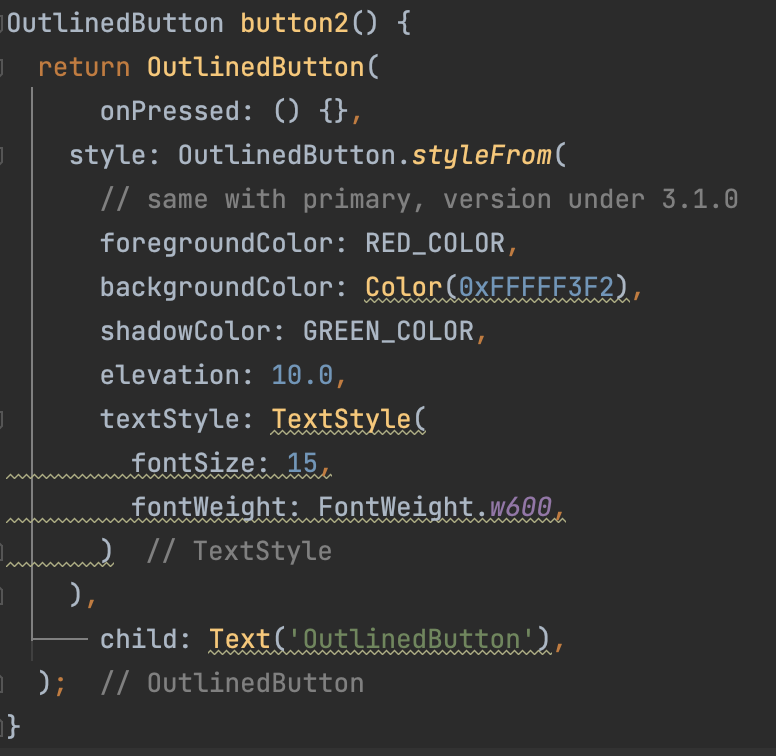 OutlinedButton button2() {
  return OutlinedButton(
      onPressed: () {},
    style: OutlinedButton.styleFrom(
      // same with primary, version under 3.1.0
      foregroundColor: RED_COLOR,
      backgroundColor: Color(0xFFFFF3F2),
      shadowColor: GREEN_COLOR,
      elevation: 10.0,
      textStyle: TextStyle(
        fontSize: 15,
        fontWeight: FontWeight.w600,
      )  // TextStyle
    ),
      child: Text('OutlinedButton'),
  );  // OutlinedButton
}